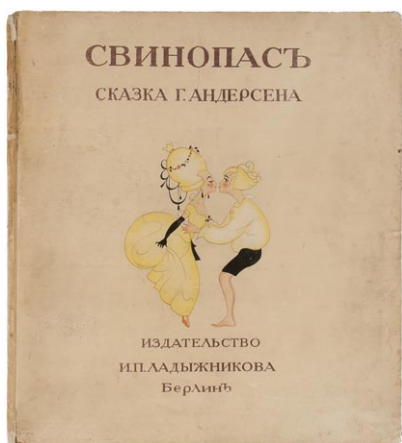 СВИНОПАСЪ
СКАЗКА Г. АНДЕРСЕНА
ИЗДАТЕЛЬСТВО
И.П.ЛАДЫЖНИКОВА
БЕРЛИНЪ